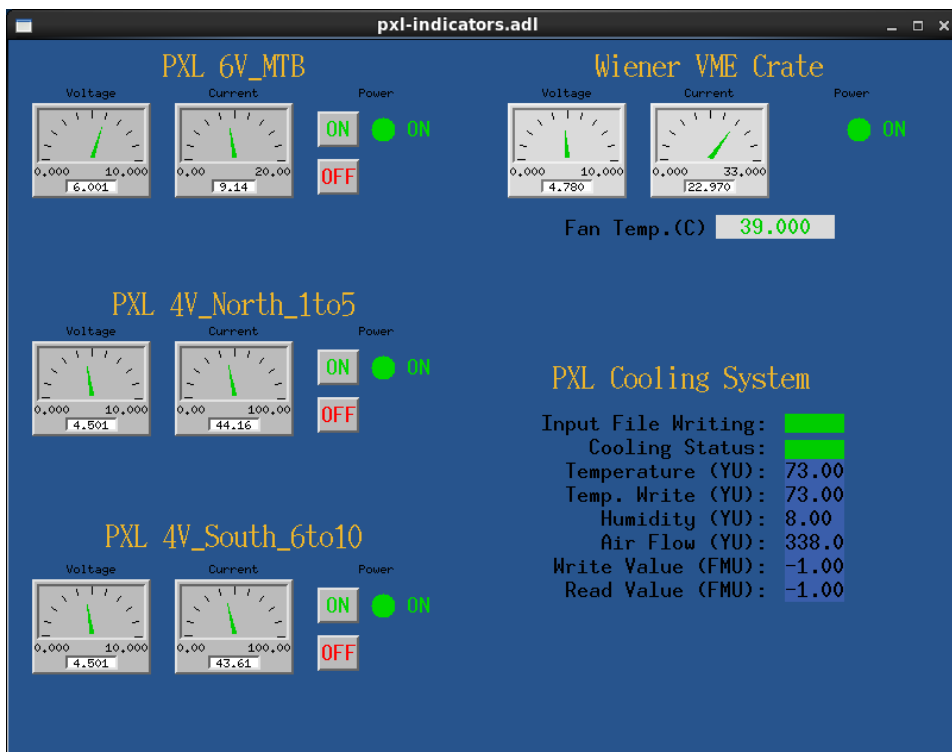 pxl-indicators.adl
PXL 6V_MTB
Voltage Current Power
0.000 10.000 0.00 20.00
6.001 9.14
ON ON
OFF
Wiener VME Crate
Voltage Current Power
0.000 10.000 0.000 33.000
4.780 22.970
ON
Fan Temp.(C) 39.000
PXL 4V_North_1to5
Voltage Current Power
0.000 10.000 0.00 100.00
4.501 44.16
ON ON
OFF
PXL Cooling System
Input File Writing:
Cooling Status:
Temperature (YU): 73.00
Temp. Write (YU): 73.00
Humidity (YU): 8.00
Air Flow (YU): 338.0
Write Value (FMU): -1.00
Read Value (FMU): -1.00
PXL 4V_South_6to10
Voltage Current Power
0.000 10.000 0.00 100.00
4.501 43.61
ON ON
OFF